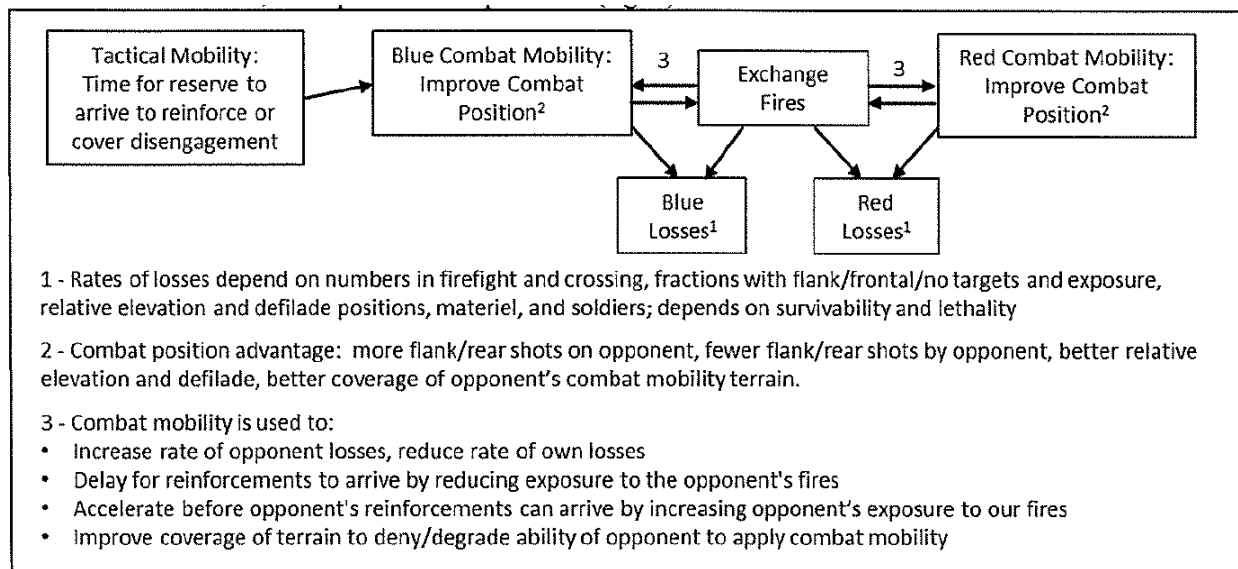 Tactical Mobility:
Time for reserve to
arrive to reinforce or
cover disengagement
Blue Combat Mobility:
Improve Combat
Position²
3
Exchange
Fires
3
Red Combat Mobility:
Improve Combat
Position²
Blue
Losses¹
Red
Losses¹
1 - Rates of losses depend on numbers in firefight and crossing, fractions with flank/frontal/no targets and exposure,
relative elevation and defilade positions, materiel, and soldiers; depends on survivability and lethality
2 - Combat position advantage: more flank/rear shots on opponent, fewer flank/rear shots by opponent, better relative
elevation and defilade, better coverage of opponent's combat mobility terrain.
3 - Combat mobility is used to:
• Increase rate of opponent losses, reduce rate of own losses
• Delay for reinforcements to arrive by reducing exposure to the opponent's fires
• Accelerate before opponent's reinforcements can arrive by increasing opponent's exposure to our fires
• Improve coverage of terrain to deny/degrade ability of opponent to apply combat mobility